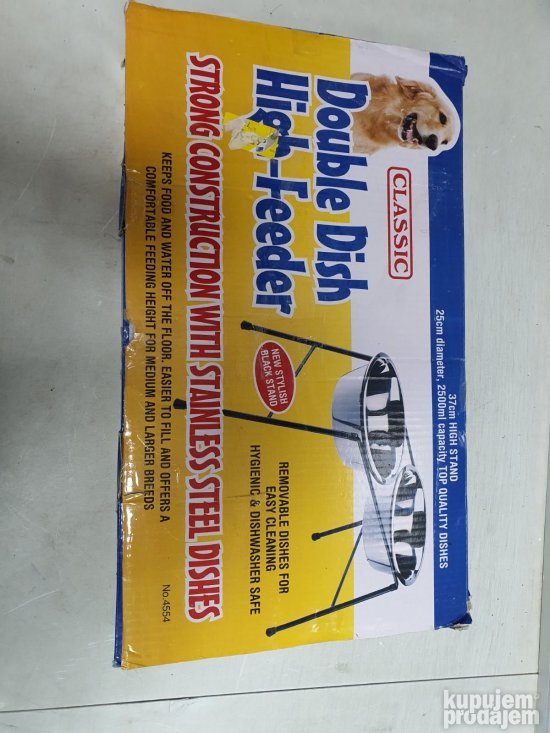 CLASSIC
Double Dish
High-Feeder
STRONG CONSTRUCTION WITH STAINLESS STEEL DISHES
KEEPS FOOD AND WATER OFF THE FLOOR. EASIER TO FILL AND OFFERS A
COMFORTABLE FEEDING HEIGHT FOR MEDIUM AND LARGER BREEDS
37cm HIGH STAND
25cm diameter, 2500ml capacity TOP QUALITY DISHES
NEW STYLISH
BLACK STAND
REMOVABLE DISHES FOR
EASY CLEANING
HYGIENIC & DISHWASHER SAFE
No.4554
kupujem
prodajem